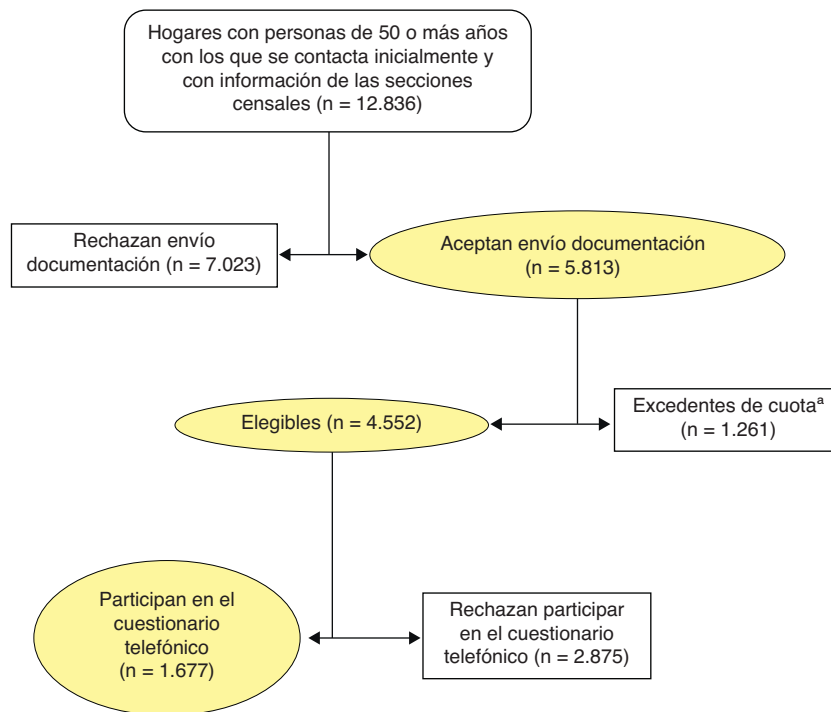 Hogares con personas de 50 o más años
con los que se contacta inicialmente y
con información de las secciones
censales (n = 12.836)
Rechazan envío
documentación (n = 7.023)
Aceptan envío documentación
(n = 5.813)
Elegibles (n = 4.552)
Excedentes de cuotaª
(n = 1.261)
Participan en el
cuestionario
telefónico
(n = 1.677)
Rechazan participar
en el cuestionario
telefónico (n = 2.875)